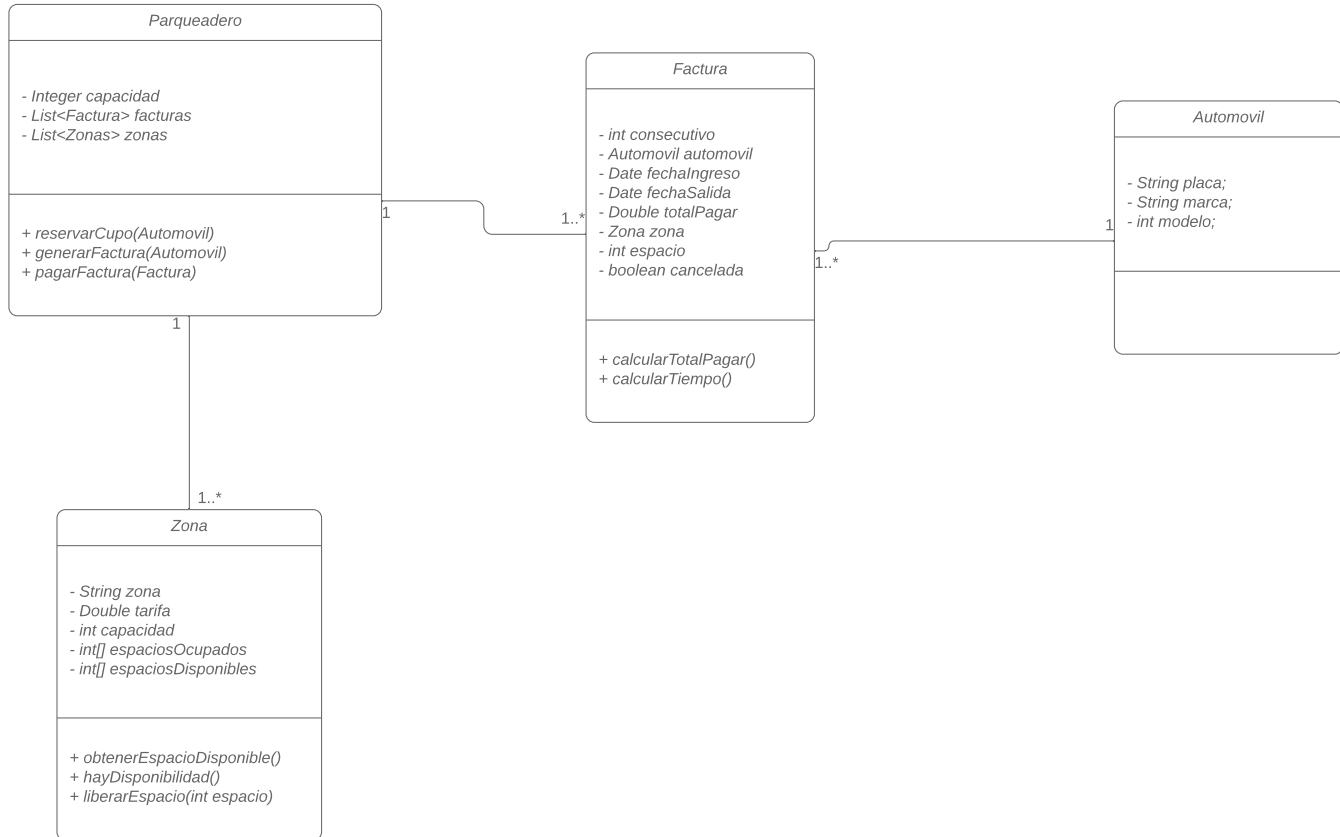 Parqueadero
- Integer capacidad
- List<Factura> facturas
- List<Zonas> zonas
+ reservarCupo(Automovil)
+ generarFactura(Automovil)
+ pagarFactura(Factura)
1
1..*
1
1..*
Factura
- int consecutivo
- Automovil automovil
- Date fechaIngreso
- Date fechaSalida
- Double totalPagar
- Zona zona
- int espacio
- boolean cancelada
+ calcularTotalPagar()
+ calcularTiempo()
1..*
1
Automovil
- String placa;
- String marca;
- int modelo;
Zona
- String zona
- Double tarifa
- int capacidad
- int[] espaciosOcupados
- int[] espaciosDisponibles
+ obtenerEspacioDisponible()
+ hayDisponibilidad()
+ liberarEspacio(int espacio)